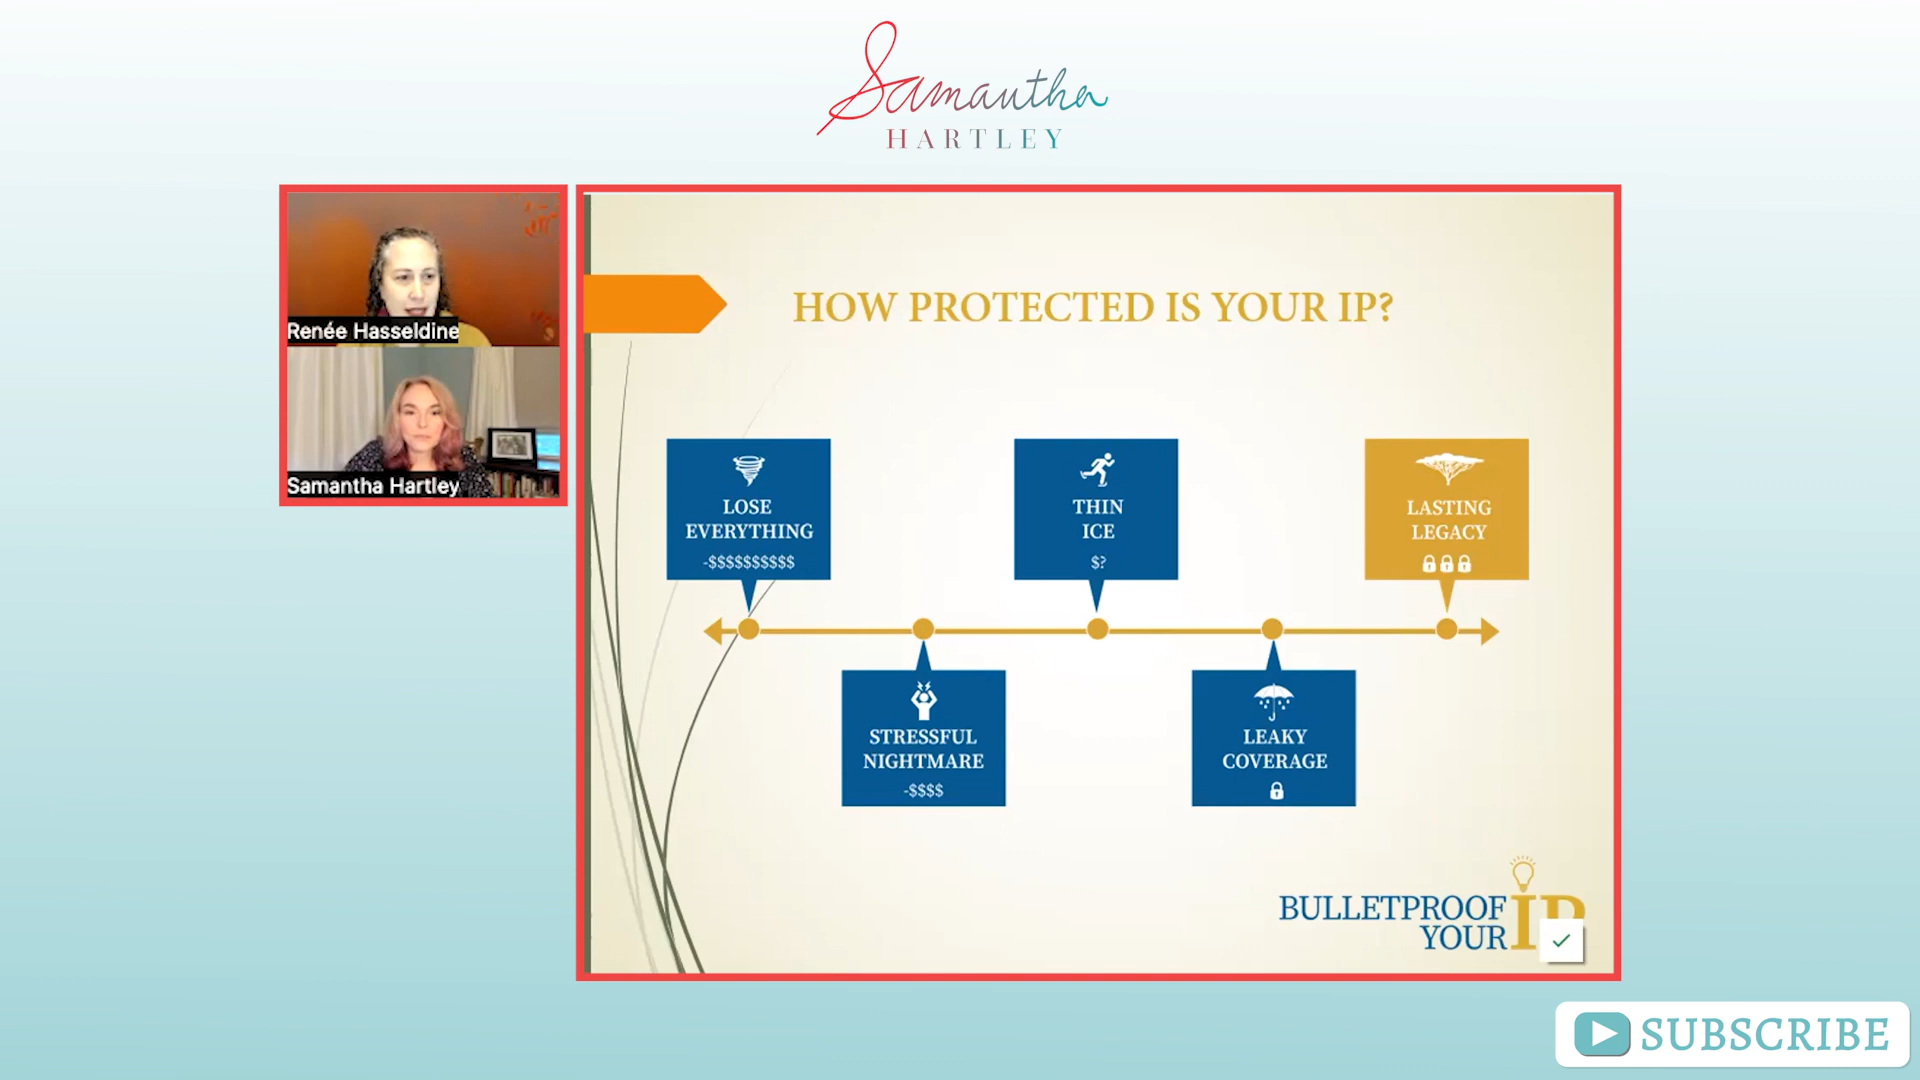 Samantha
HARTLEY
Renée Hasseldine
Samantha Hartley
HOW PROTECTED IS YOUR IP?
LOSE
EVERYTHING
-$$$$$$$$$$
THIN
ICE
$?
LASTING
LEGACY
STRESSFUL
NIGHTMARE
-$$$$
LEAKY
COVERAGE
BULLETPROOF
YOUR IP
SUBSCRIBE